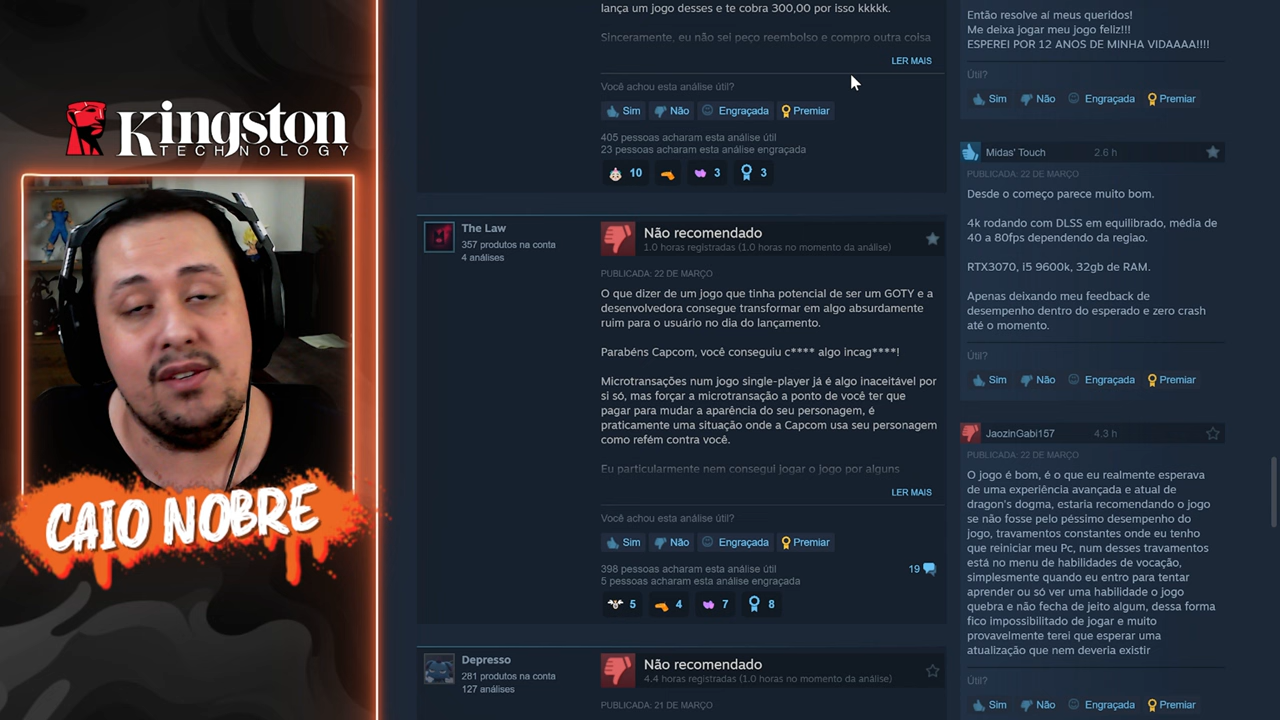 Kingston
TECHNOLOGY
CAIO NOBRE
lança um jogo desses e te cobra 300,00 por isso kkkkk.
Sinceramente, eu não sei peço reembolso e compro outra coisa
LER MAIS
Você achou esta análise útil?
Sim
Não
Engraçada
Premiar
405 pessoas acharam esta análise útil
23 pessoas acharam esta análise engraçada
10
3
3
The Law
357 produtos na conta
4 análises
Não recomendado
1.0 horas registradas (1.0 horas no momento da análise)
PUBLICADA: 22 DE MARÇO
O que dizer de um jogo que tinha potencial de ser um GOTY e a
desenvolvedora consegue transformar em algo absurdamente
ruim para o usuário no dia do lançamento.
Parabéns Capcom, você conseguiu c**** algo incag****!
Microtransações num jogo single-player já é algo inaceitável por
si só, mas forçar a microtransação a ponto de você ter que
pagar para mudar a aparência do seu personagem, é
praticamente uma situação onde a Capcom usa seu personagem
como refém contra você.
Eu particularmente nem consegui jogar o jogo por alguns
LER MAIS
Você achou esta análise útil?
Sim
Não
Engraçada
Premiar
398 pessoas acharam esta análise útil
5 pessoas acharam esta análise engraçada
19
5
4
7
8
Depresso
281 produtos na conta
127 análises
Não recomendado
4.4 horas registradas (1.0 horas no momento da análise)
PUBLICADA: 21 DE MARÇO
Então resolve aí meus queridos!
Me deixa jogar meu jogo feliz!!!
ESPEREI POR 12 ANOS DE MINHA VIDAAAA!!!!
Útil?
Sim
Não
Engraçada
Premiar
Midas' Touch
2.6 h
PUBLICADA: 22 DE MARÇO
Desde o começo parece muito bom.
4k rodando com DLSS em equilibrado, média de
40 a 80fps dependendo da regiao.
RTX3070, i5 9600k, 32gb de RAM.
Apenas deixando meu feedback de
desempenho dentro do esperado e zero crash
até o momento.
Útil?
Sim
Não
Engraçada
Premiar
JaozinGabi157
4.3 h
PUBLICADA: 22 DE MARÇO
O jogo é bom, é o que eu realmente esperava
de uma experiência avançada e atual de
dragon's dogma, estaria recomendando o jogo
se não fosse pelo péssimo desempenho do
jogo, travamentos constantes onde eu tenho
que reiniciar meu Pc, num desses travamentos
está no menu de habilidades de vocação,
simplesmente quando eu entro para tentar
aprender ou só ver uma habilidade o jogo
quebra e não fecha de jeito algum, dessa forma
fico impossibilitado de jogar e muito
provavelmente terei que esperar uma
atualização que nem deveria existir
Útil?
Sim
Não
Engraçada
Premiar